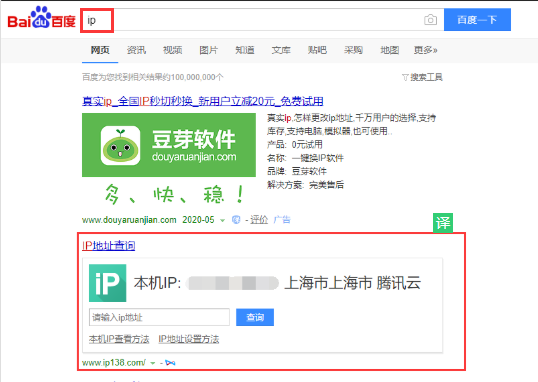 Bai du 百度 ip 百度一下
网页 资讯 视频 图片 知道 文库 贴吧 采购 地图 更多»
百度为您找到相关结果约100,000,000个 搜索工具
真实ip_全国IP秒切秒换_新用户立减20元_免费试用
豆芽软件
douyaruanjian.com
多、快、稳!
真实Ip,怎样更改Ip地址,千万用户的选择,支持
库存,支持电脑,模拟器,也可使用..
产品: 0元试用
名称: 一键换IP软件
品牌: 豆芽软件
解决方案: 完美售后
www.douyaruanjian.com 2020-05 - 评价 广告
译
IP地址查询
iP 本机IP: 上海市上海市 腾讯云
请输入ip地址 查询
本机IP查看方法 IP地址设置方法
www.ip138.com/ -